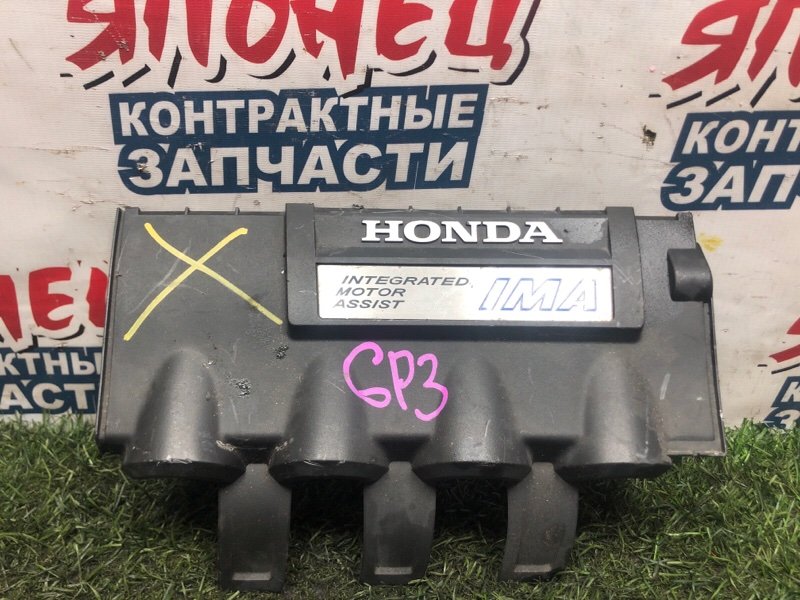 ЯПОНЕЦ
КОНТРАКТНЫЕ
ЗАПЧАСТИ
HONDA
INTEGRATED
MOTOR
ASSIST
IMA
GP3